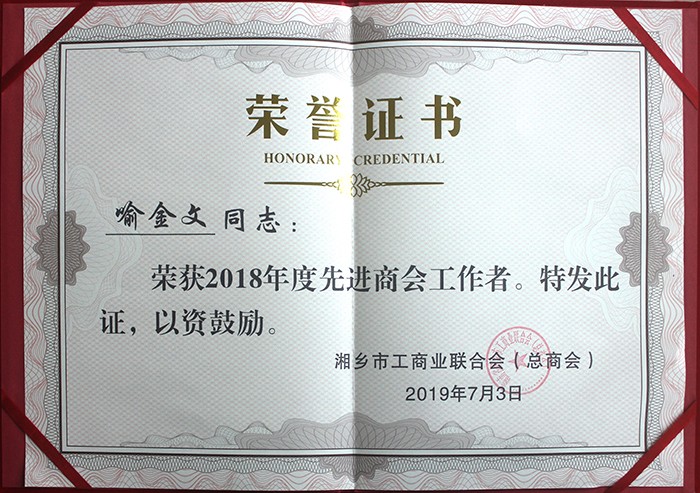 荣誉证书
HONORARY CREDENTIAL
喻金文同志：
荣获2018年度先进商会工作者。特发此
证，以资鼓励。
湘乡市工商业联合会（总商会）
2019年7月3日